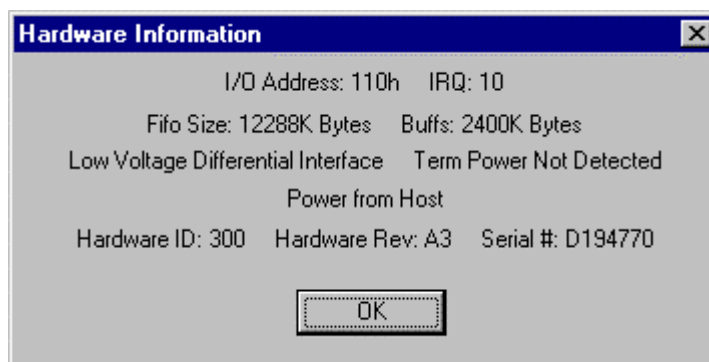 Hardware Information
I/O Address: 110h IRQ: 10
Fifo Size: 12288K Bytes Buffs: 2400K Bytes
Low Voltage Differential Interface Term Power Not Detected
Power from Host
Hardware ID: 300 Hardware Rev: A3 Serial #: D194770
OK